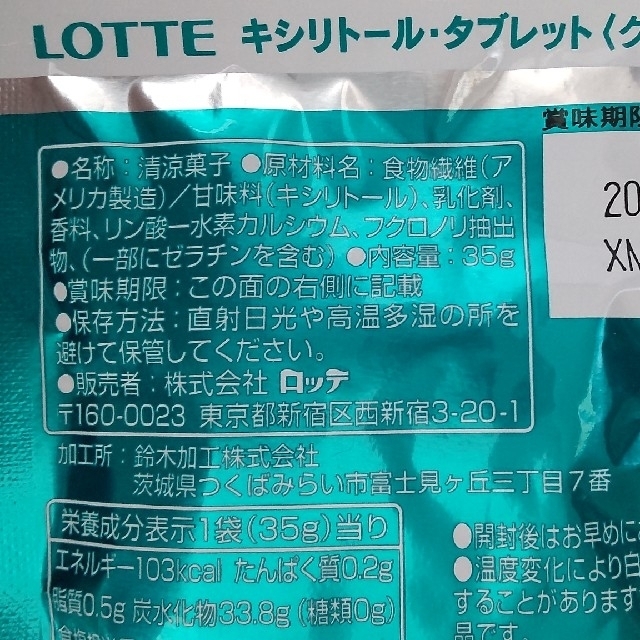 LOTTE キシリトール・タブレット〈ク
賞味期限
20
XN
●名称：清涼菓子 ●原材料名：食物繊維（ア
メリカ製造）／甘味料（キシリトール）、乳化剤、
香料、リン酸一水素カルシウム、フクロノリ抽出
物、（一部にゼラチンを含む） ●内容量：35g
●賞味期限：この面の右側に記載
●保存方法：直射日光や高温多湿の所を
避けて保管してください。
●販売者：株式会社 ロッテ
〒160-0023 東京都新宿区西新宿3-20-1
加工所：鈴木加工株式会社
茨城県つくばみらい市富士見ヶ丘三丁目7番
栄養成分表示1袋（35g）当り
エネルギー103kcal たんぱく質0.2g
脂質0.5g 炭水化物33.8g（糖類0g）
●開封後はお早めに
●温度変化により白
することがあります
品です。